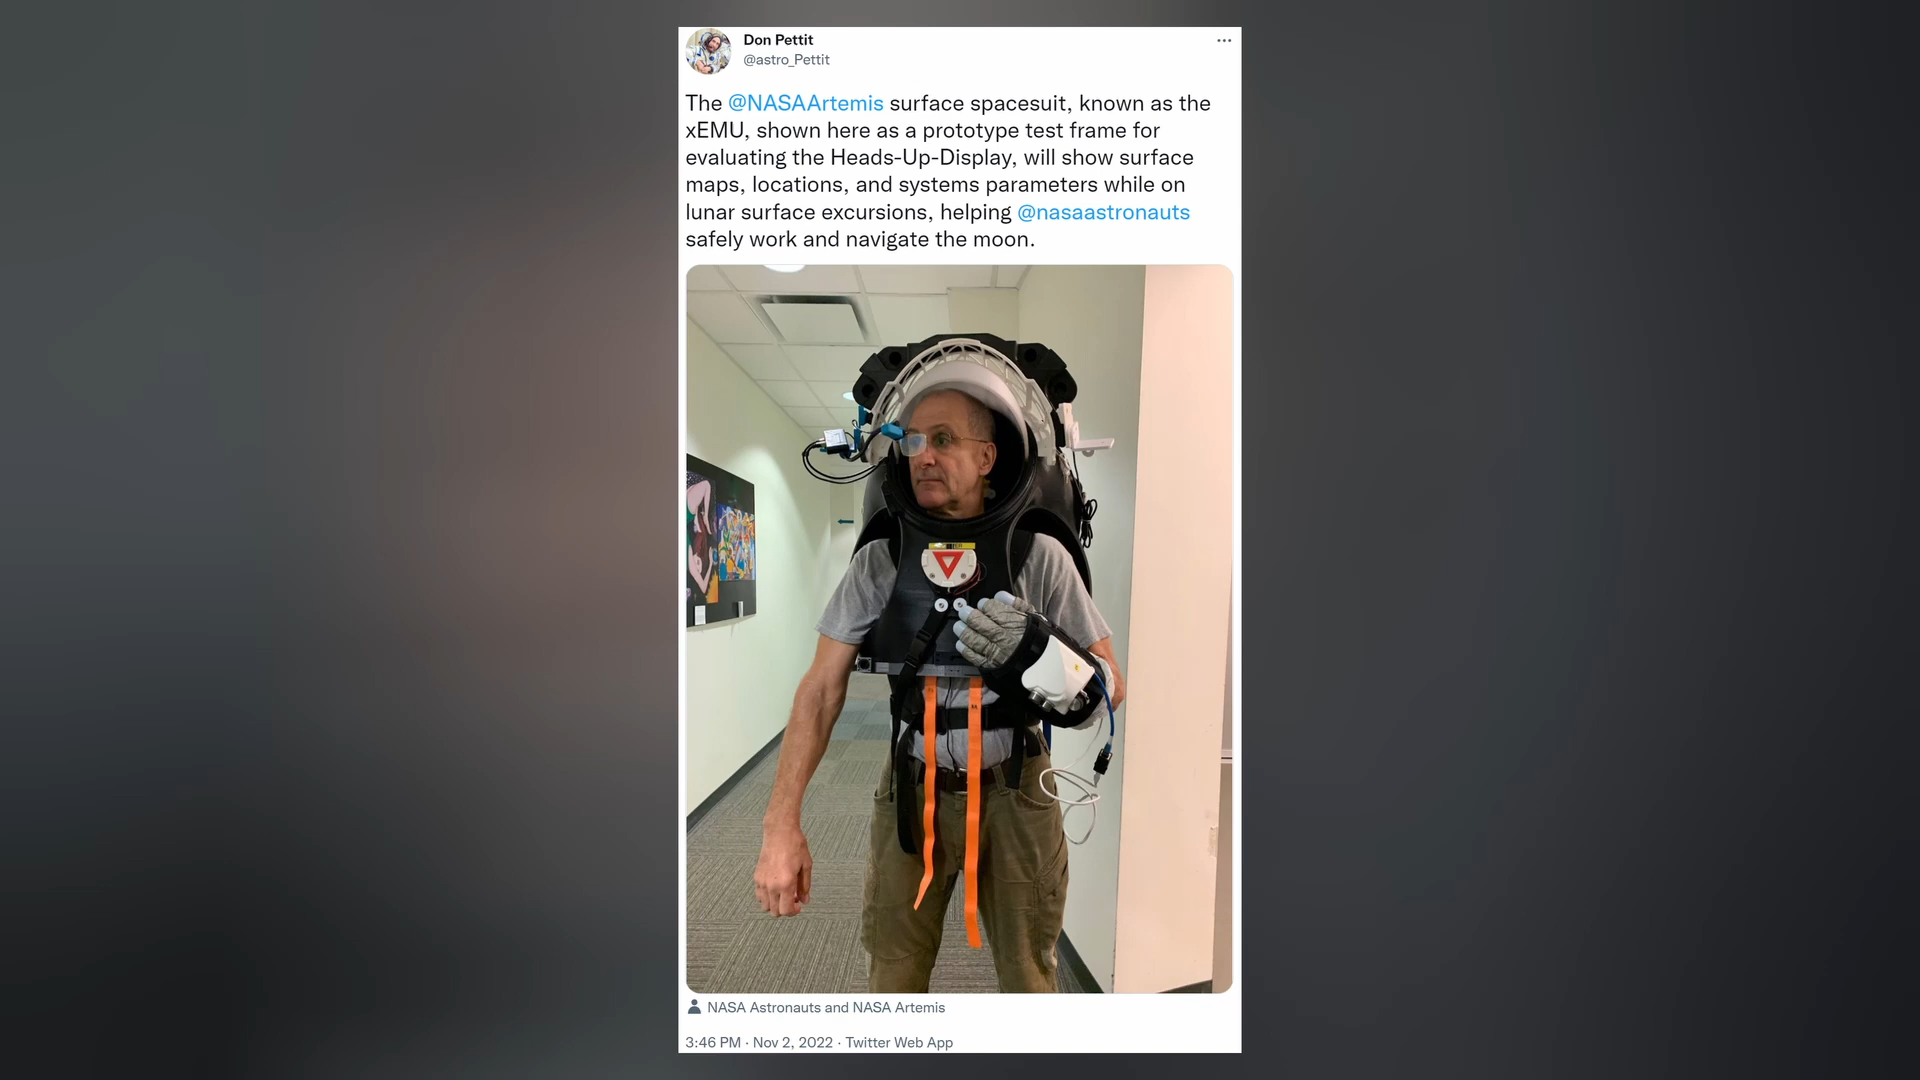 Don Pettit
@astro_Pettit
The @NASAArtemis surface spacesuit, known as the
xEMU, shown here as a prototype test frame for
evaluating the Heads-Up-Display, will show surface
maps, locations, and systems parameters while on
lunar surface excursions, helping @nasaastronauts
safely work and navigate the moon.
NASA Astronauts and NASA Artemis
3:46 PM · Nov 2, 2022 · Twitter Web App